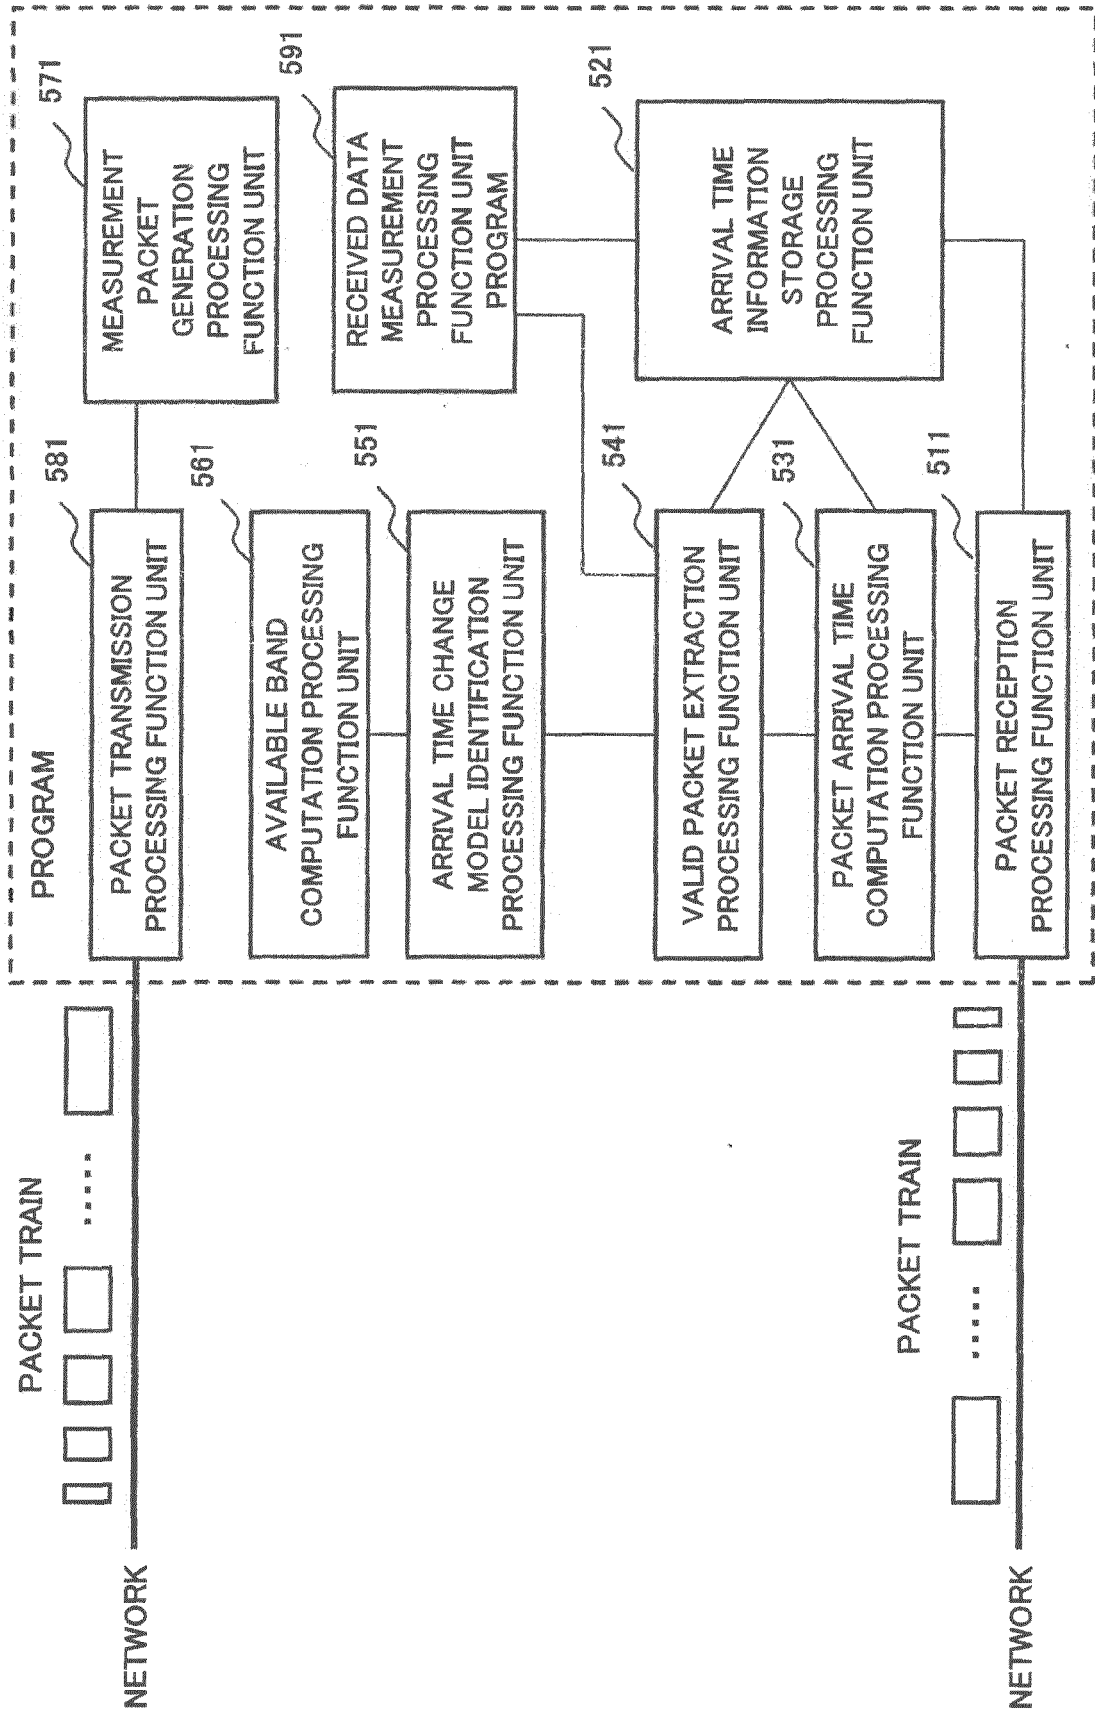 PROGRAM
PACKET TRAIN
.....
NETWORK
581
PACKET TRANSMISSION
PROCESSING FUNCTION UNIT
571
MEASUREMENT
PACKET
GENERATION
PROCESSING
FUNCTION UNIT
561
AVAILABLE BAND
COMPUTATION PROCESSING
FUNCTION UNIT
551
ARRIVAL TIME CHANGE
MODEL IDENTIFICATION
PROCESSING FUNCTION UNIT
591
RECEIVED DATA
MEASUREMENT
PROCESSING
FUNCTION UNIT
PROGRAM
541
VALID PACKET EXTRACTION
PROCESSING FUNCTION UNIT
531
PACKET ARRIVAL TIME
COMPUTATION PROCESSING
FUNCTION UNIT
521
ARRIVAL TIME
INFORMATION
STORAGE
PROCESSING
FUNCTION UNIT
511
PACKET RECEPTION
PROCESSING FUNCTION UNIT
PACKET TRAIN
.....
NETWORK